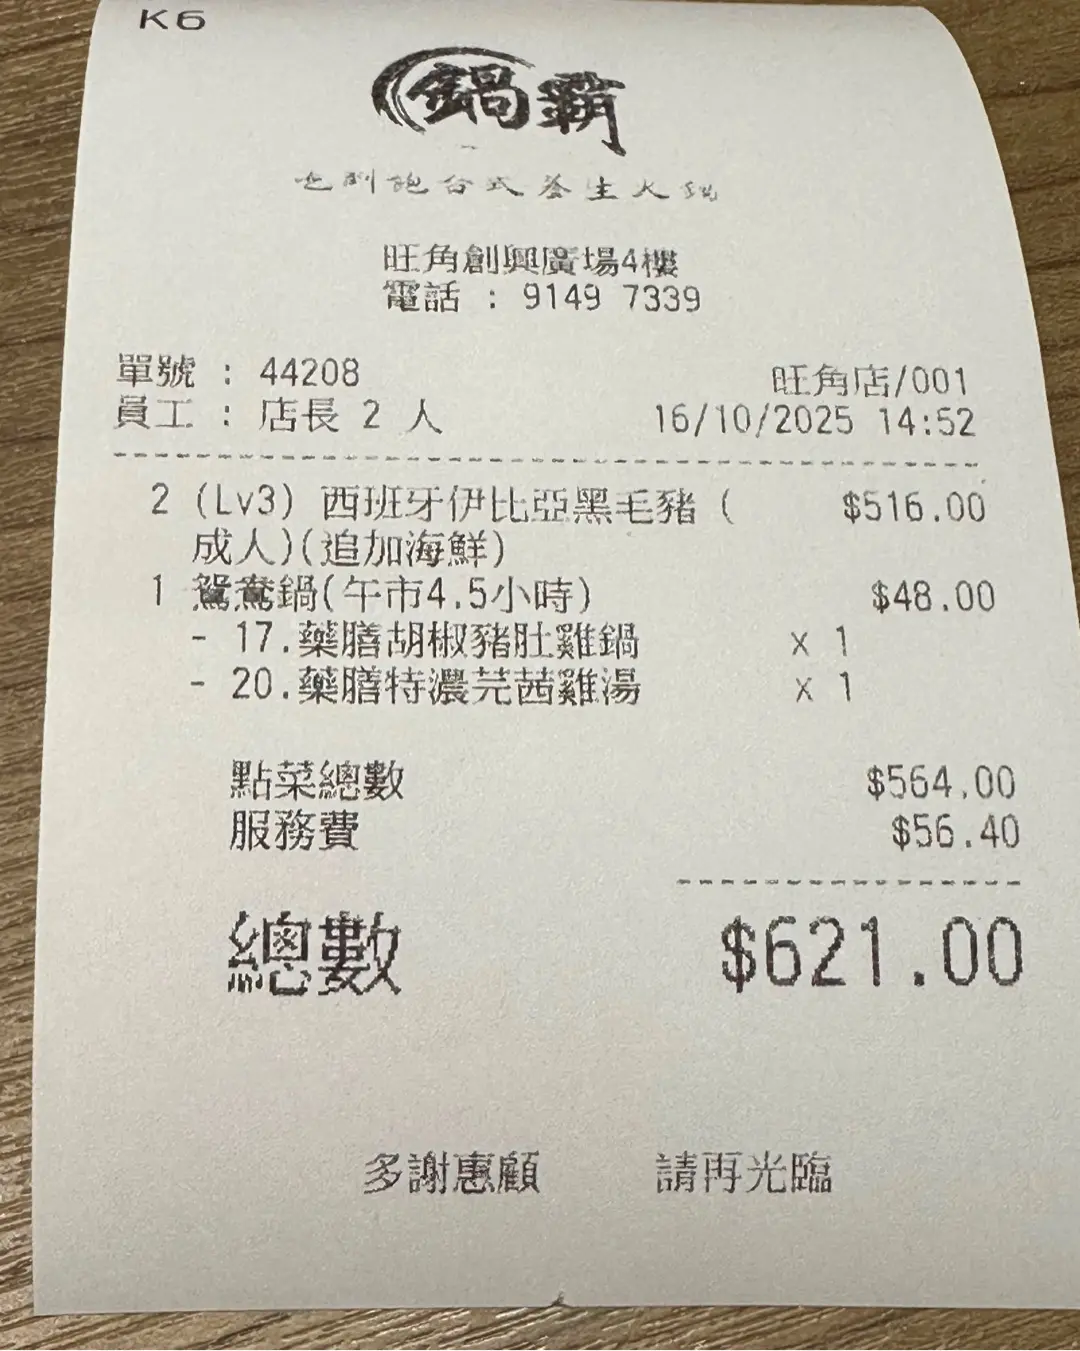 K6
鍋霸
旺角創興廣場4樓
電話 : 9149 7339
單號 : 44208
旺角店/001
員工 : 店長 2 人
16/10/2025 14:52
2 (Lv3) 西班牙伊比亞黑毛豬 ( $516.00
成人)(追加海鮮)
1 鴛鴦鍋(午市4.5小時) $48.00
- 17.藥膳胡椒豬肚雞鍋 x 1
- 20.藥膳特濃芫茜雞湯 x 1
點菜總數 $564.00
服務費 $56.40
總數 $621.00
多謝惠顧 請再光臨